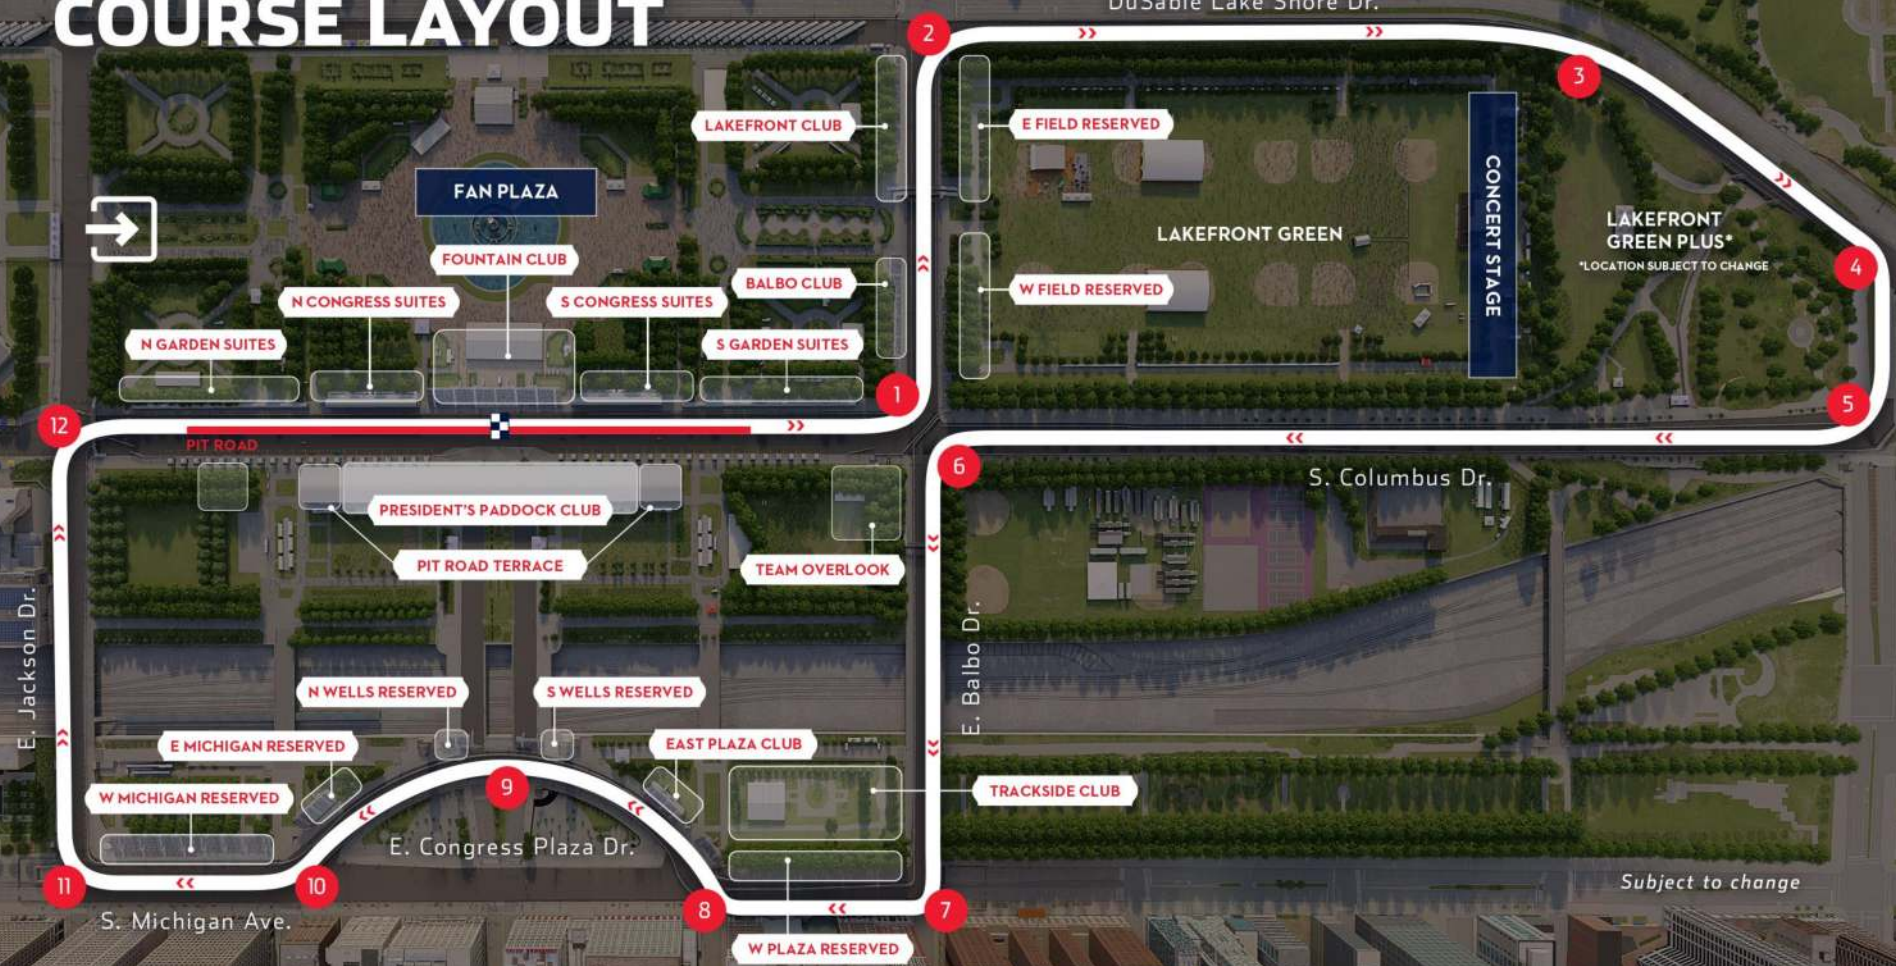 COURSE LAYOUT
DuSable Lake Shore Dr.
2
3
LAKEFRONT CLUB
E FIELD RESERVED
FAN PLAZA
CONCERT STAGE
LAKEFRONT GREEN
LAKEFRONT
GREEN PLUS*
*LOCATION SUBJECT TO CHANGE
FOUNTAIN CLUB
4
BALBO CLUB
W FIELD RESERVED
N CONGRESS SUITES
S CONGRESS SUITES
N GARDEN SUITES
S GARDEN SUITES
1
5
12
PIT ROAD
6
S. Columbus Dr.
PRESIDENT'S PADDOCK CLUB
PIT ROAD TERRACE
TEAM OVERLOOK
E. Jackson Dr.
E. Balbo Dr.
N WELLS RESERVED
S WELLS RESERVED
E MICHIGAN RESERVED
EAST PLAZA CLUB
9
TRACKSIDE CLUB
W MICHIGAN RESERVED
E. Congress Plaza Dr.
11
10
8
7
Subject to change
S. Michigan Ave.
W PLAZA RESERVED